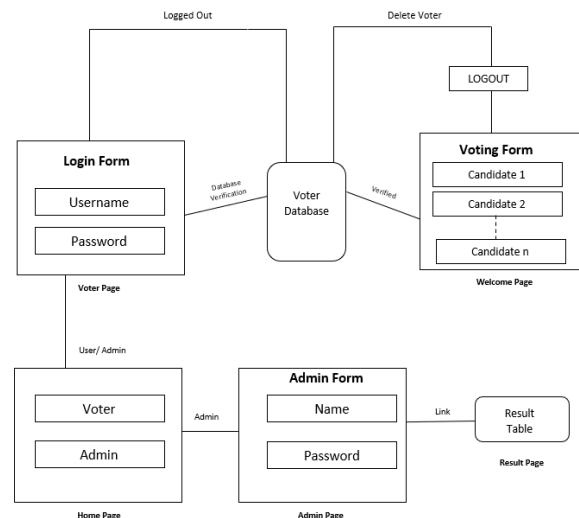 Logged Out
Delete Voter
LOGOUT
Login Form
Username
Password
Voter Page
Database
Verification
Voter
Database
Verified
Voting Form
Candidate 1
Candidate 2
Candidate n
Welcome Page
User/ Admin
Voter
Admin
Home Page
Admin
Admin Form
Name
Password
Admin Page
Link
Result
Table
Result Page